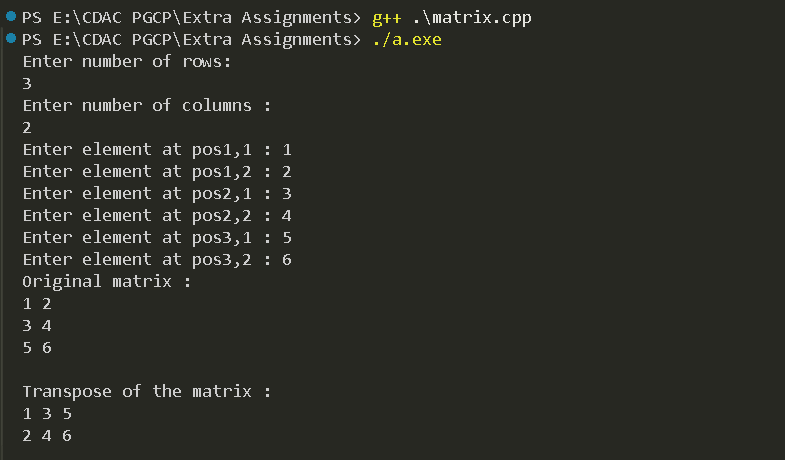 PS E:\CDAC PGCP\Extra Assignments> g++ .\matrix.cpp
PS E:\CDAC PGCP\Extra Assignments> ./a.exe
Enter number of rows:
3
Enter number of columns :
2
Enter element at pos1,1 : 1
Enter element at pos1,2 : 2
Enter element at pos2,1 : 3
Enter element at pos2,2 : 4
Enter element at pos3,1 : 5
Enter element at pos3,2 : 6
Original matrix :
1 2
3 4
5 6
Transpose of the matrix :
1 3 5
2 4 6